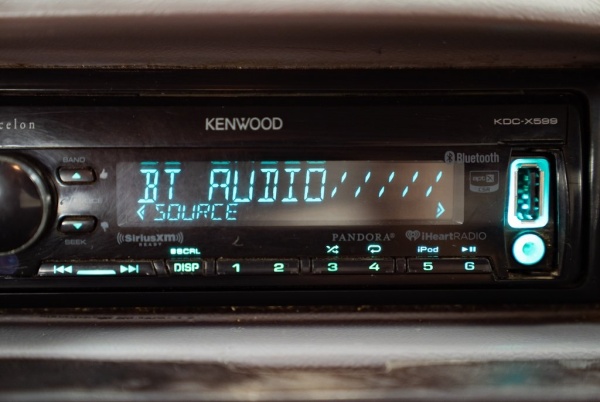 celon
KENWOOD
KDC-X599
BAND
Bluetooth
BT AUDIO/////
SOURCE
SEEK
SiriusXM
READY
PANDORA
iHeartRADIO
SCRL
iPod
DISP
1
2
3
4
5
6